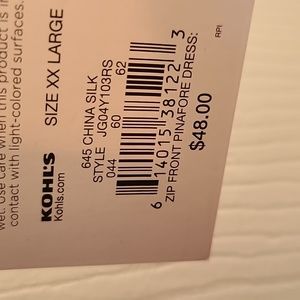 wet. Use care when this product is in
contact with light-colored surfaces.
KOHL'S SIZE XX LARGE
Kohls.com
645 CHINA SILK
STYLE JG04Y103RS
044 60 62
6 14015 38122 3
ZIP FRONT PINAFORE DRESS:
$48.00
RPI